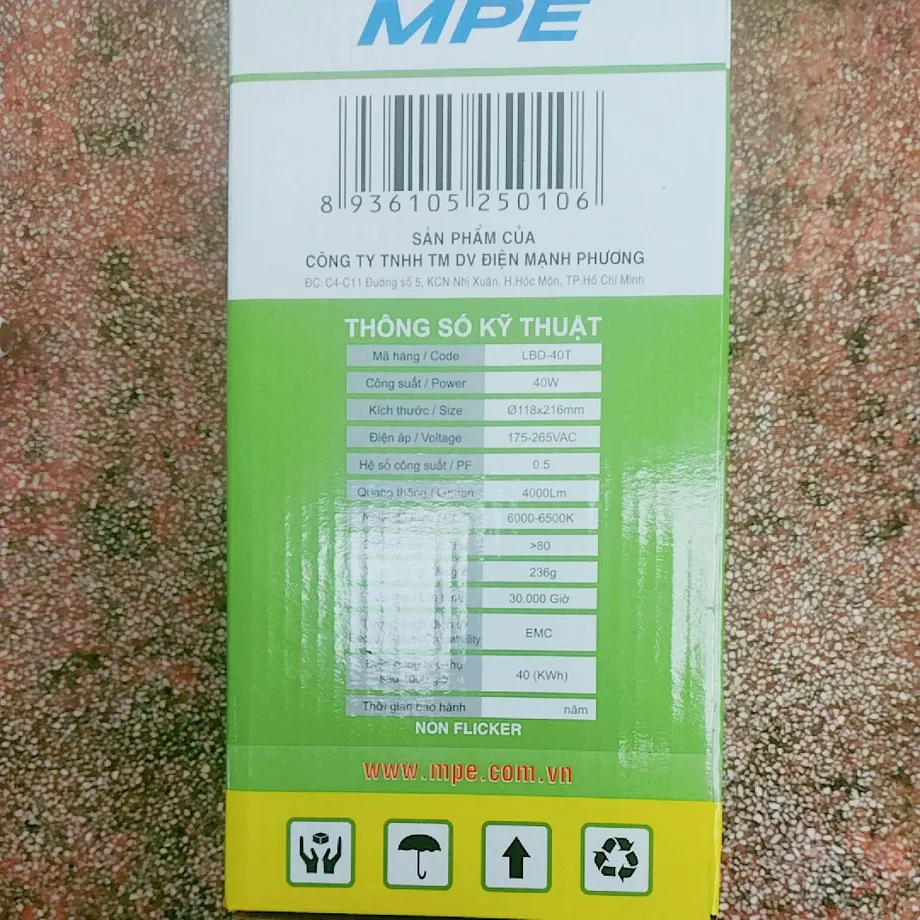 MPE
8 936105 250106
SẢN PHẨM CỦA
CÔNG TY TNHH TM DV ĐIỆN MẠNH PHƯƠNG
ĐC: C4-C11 Đường số 5, KCN Nhị Xuân, H.Hóc Môn, TP.Hồ Chí Minh
THÔNG SỐ KỸ THUẬT
Mã hàng / Code LBD-40T
Công suất / Power 40W
Kích thước / Size Ø118x216mm
Điện áp / Voltage 175-265VAC
Hệ số công suất / PF 0.5
Quang thông / Lumen 4000Lm
6000-6500K
>80
236g
30.000 Giờ
EMC
40 (KWh)
Thời gian bảo hành năm
NON FLICKER
www.mpe.com.vn